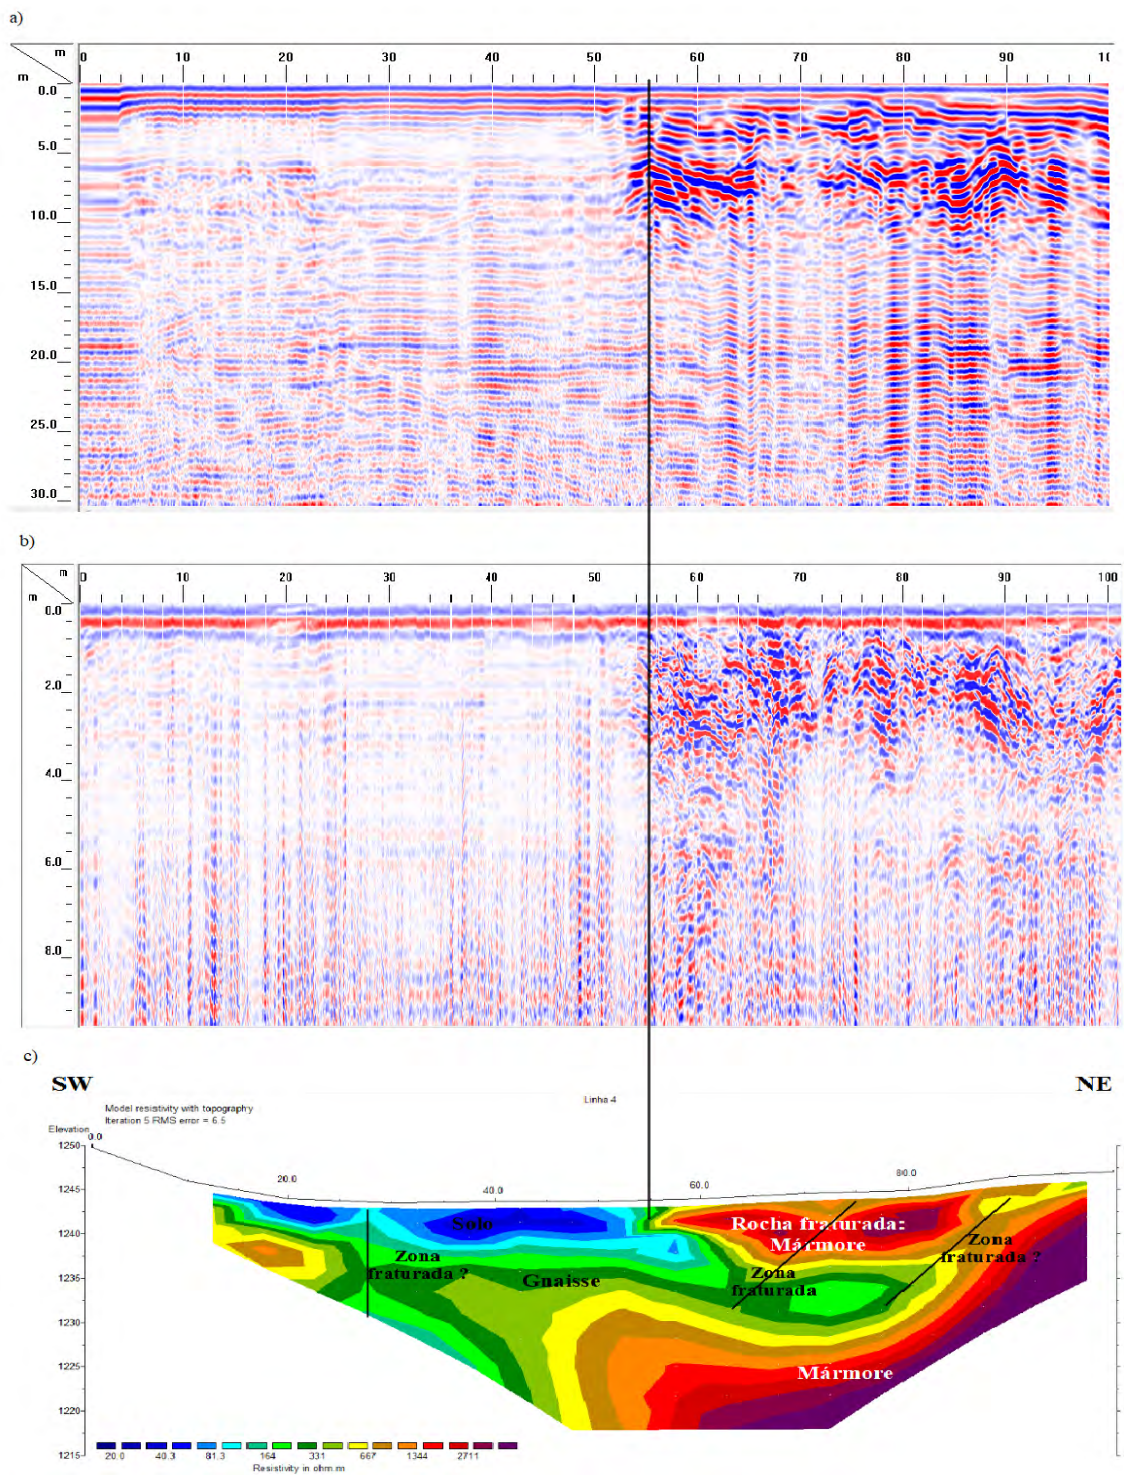 a)
m 0 10 20 30 40 50 60 70 80 90 10
m
0.0
5.0
10.0
15.0
20.0
25.0
30.0
b)
m 0 10 20 30 40 50 60 70 80 90 100
m
0.0
2.0
4.0
6.0
8.0
c)
SW NE
Model resistivity with topography
Iteration 5 RMS error = 6.5
Linha 4
Elevation
0.0
1250
1245
1240
1235
1230
1225
1220
1215
20.0 40.0 60.0 80.0
Solo
Rocha fraturada:
Mármore
Zona
fraturada ?
Gnaisse
Zona
fraturada
Zona
fraturada ?
Mármore
20.0 40.3 81.3 164 331 667 1344 2711
Resistivity in ohm.m